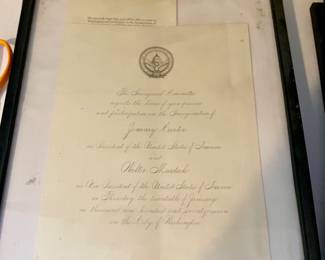 The Inaugural Committee
requests the honor of your presence
and participation in the Inauguration of
Jimmy Carter
as President of the United States of America
and
Walter Mondale
as Vice President of the United States of America
on Thursday the twentieth of January
one thousand nine hundred and seventy-seven
in the City of Washington